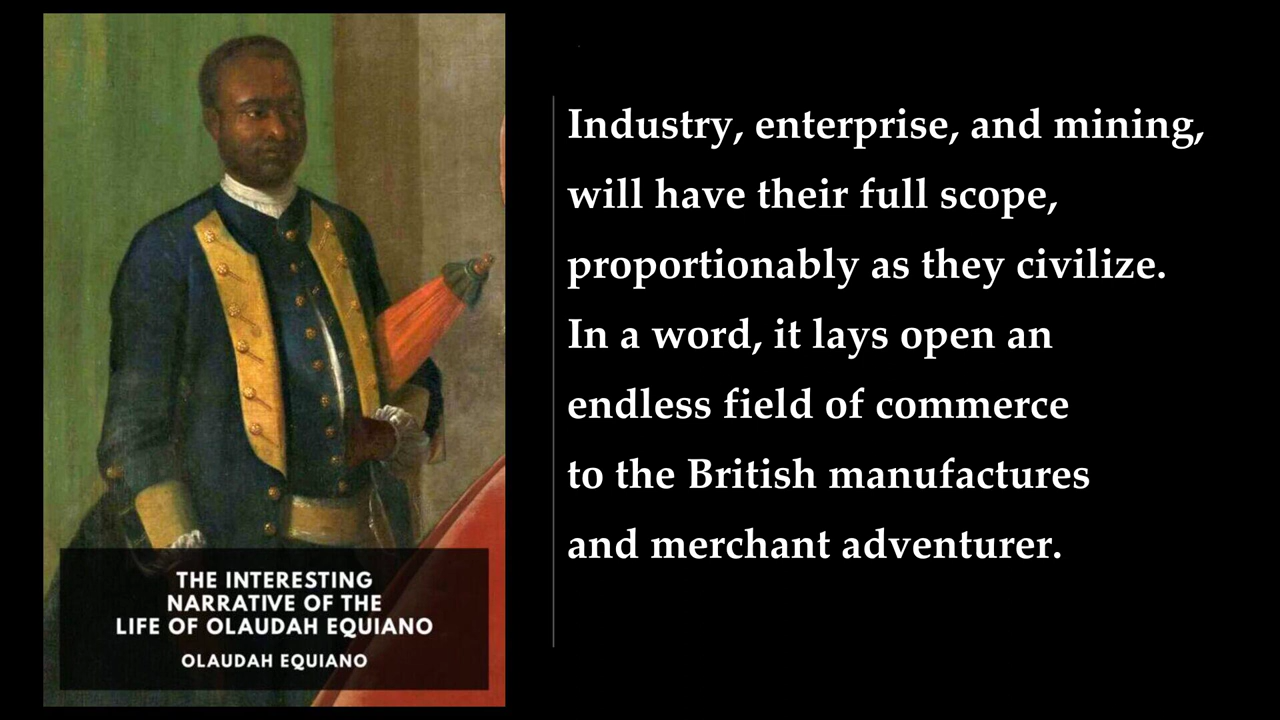 THE INTERESTING
NARRATIVE OF THE
LIFE OF OLAUDAH EQUIANO
OLAUDAH EQUIANO
Industry, enterprise, and mining,
will have their full scope,
proportionably as they civilize.
In a word, it lays open an
endless field of commerce
to the British manufactures
and merchant adventurer.